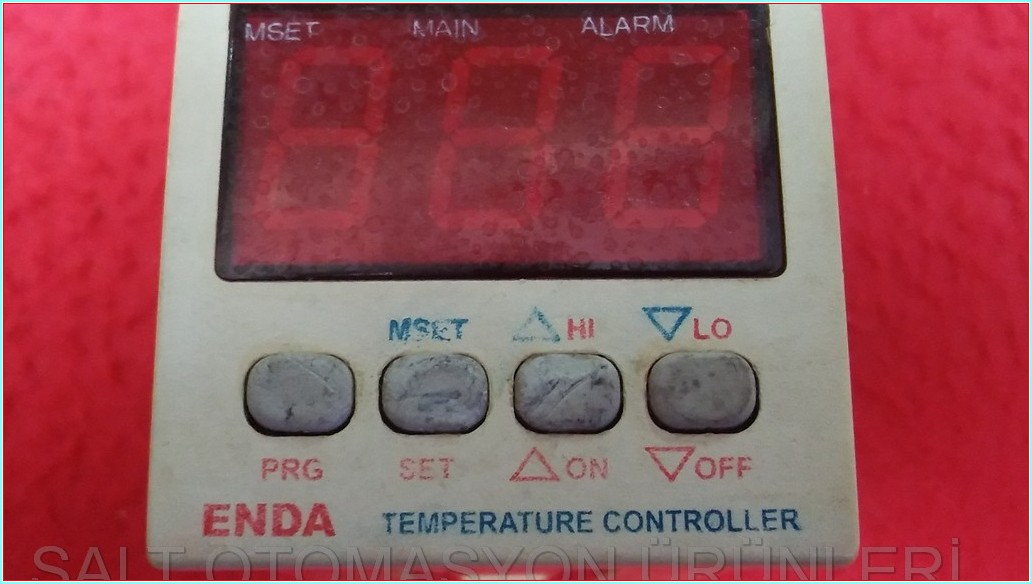 MSET MAIN ALARM
MSET △HI ▽LO
PRG SET △ON ▽OFF
ENDA TEMPERATURE CONTROLLER
SALT OTOMASYON ÜRÜNLERİ